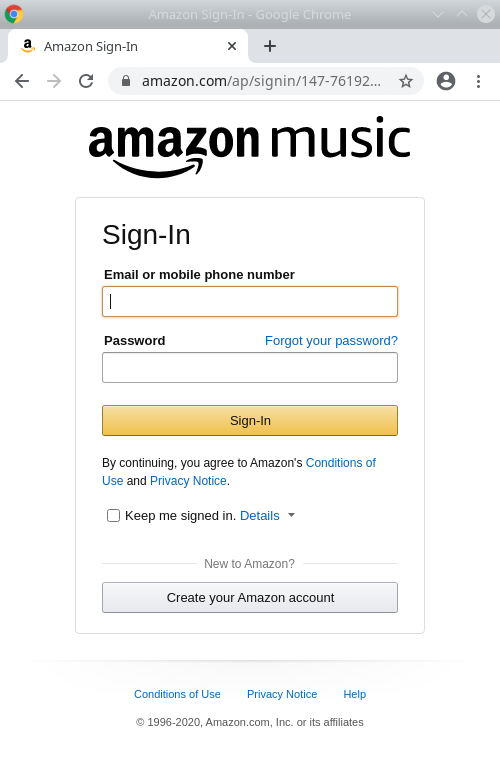 Amazon Sign-In - Google Chrome
Amazon Sign-In
amazon.com/ap/signin/147-76192...
amazon music
Sign-In
Email or mobile phone number
Password
Forgot your password?
Sign-In
By continuing, you agree to Amazon's Conditions of
Use and Privacy Notice.
Keep me signed in. Details
New to Amazon?
Create your Amazon account
Conditions of Use Privacy Notice Help
© 1996-2020, Amazon.com, Inc. or its affiliates